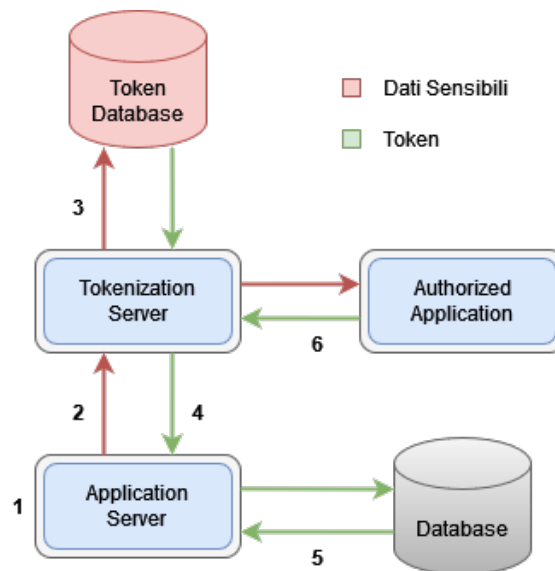 Token
Database
Dati Sensibili
Token
3
Tokenization
Server
Authorized
Application
6
2
4
1
Application
Server
Database
5